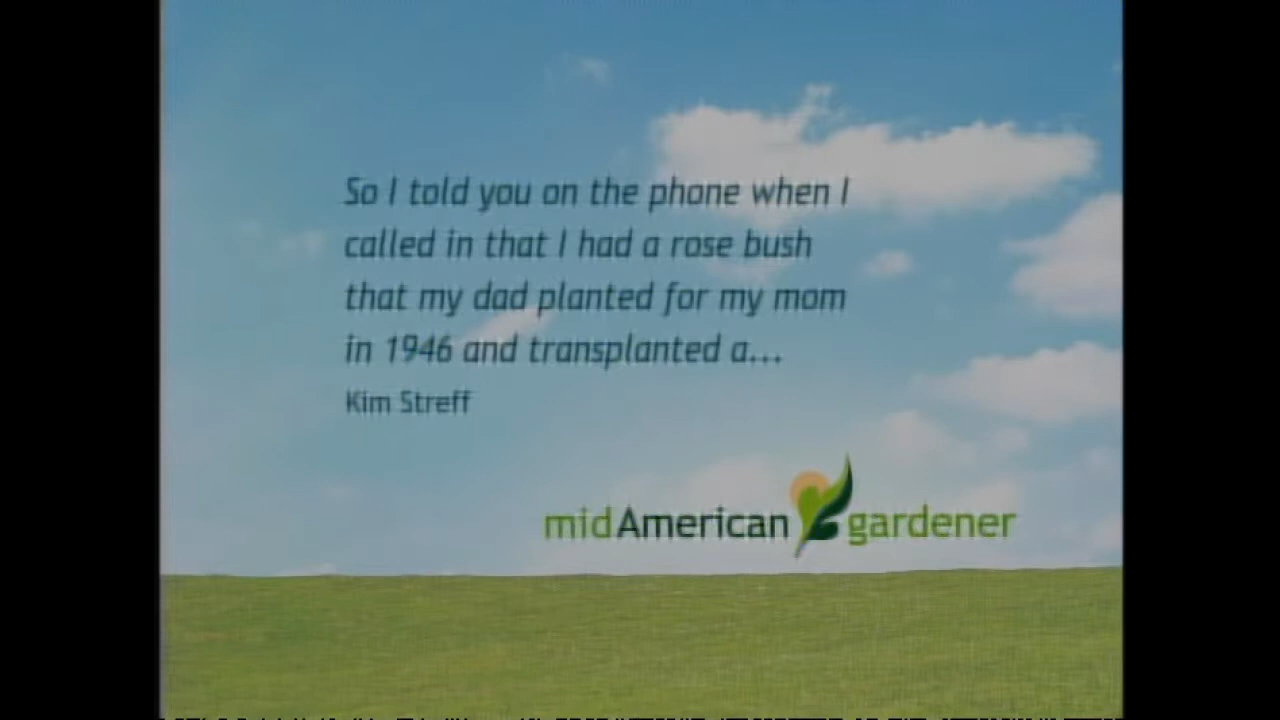 So I told you on the phone when I
called in that I had a rose bush
that my dad planted for my mom
in 1946 and transplanted a...
Kim Streff
midAmerican gardener